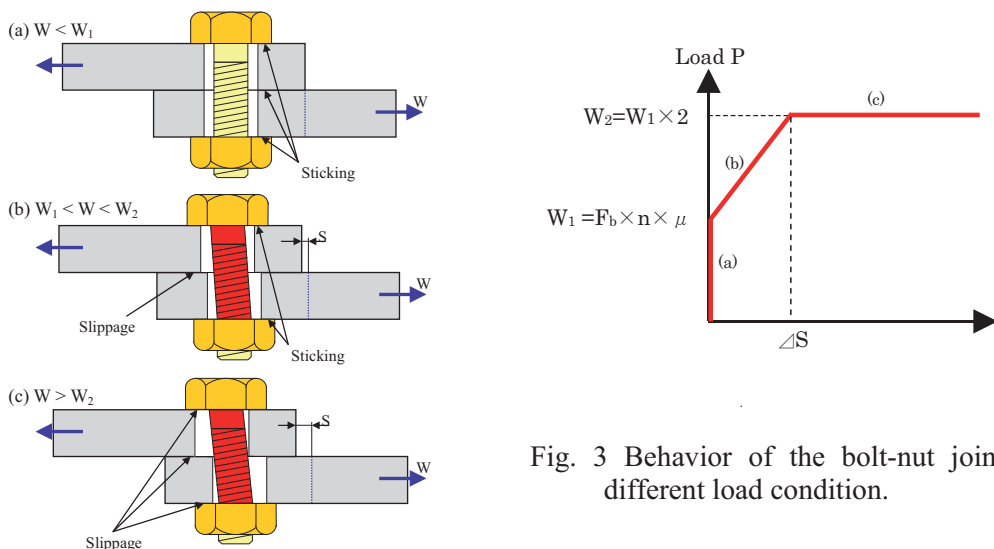 (a) W < W₁
W
Sticking
(b) W₁ < W < W₂
S
W
Slippage
Sticking
(c) W > W₂
S
W
Slippage
Load P
W₂=W₁×2
(c)
(b)
W₁ =F_b×n×μ
(a)
⊿S
Fig. 3 Behavior of the bolt-nut join
different load condition.